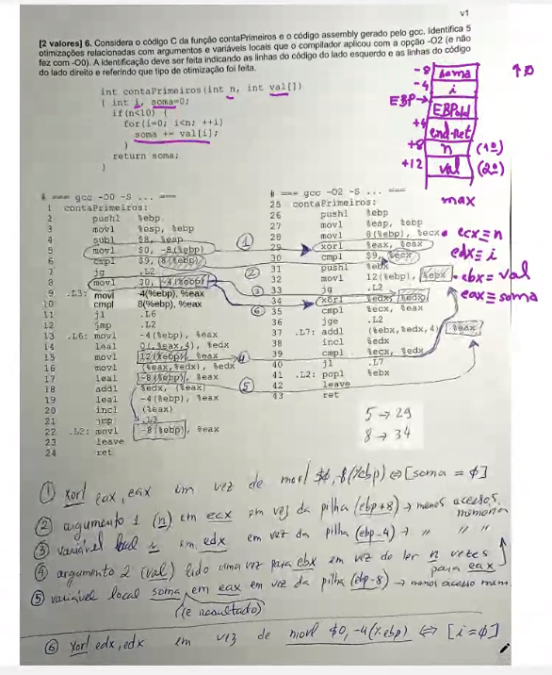 v1
[2 valores] 6. Considera o código C da função contaPrimeiros e o código assembly gerado pelo gcc. Identifica 5
otimizações relacionadas com argumentos e variáveis locais que o compilador aplicou com a opção -O2 (e não
fez com -O0). A identificação deve ser feita indicando as linhas do código do lado esquerdo e as linhas do código
do lado direito e referindo que tipo de otimização foi feita.
int contaPrimeiros(int n, int val[])
{ int i, soma=0;
if(n<10) {
for(i=0; i<n; ++i)
soma += val[i];
}
return soma;
}
-8 soma
-4 i
EBP→ EBPold
+4 end-ret
+8 n (1º)
+12 val (2º)
max
# === gcc -O0 -S ... ===
1 contaPrimeiros:
2 pushl %ebp
3 movl %esp, %ebp
4 subl $8, %esp
5 movl $0, -8(%ebp)
6 cmpl $9, 8(%ebp)
7 jg .L2
8 movl $0, -4(%ebp)
9 .L3: movl -4(%ebp), %eax
10 cmpl 8(%ebp), %eax
11 jl .L6
12 jmp .L2
13 .L6: movl -4(%ebp), %eax
14 leal 0(,%eax,4), %edx
15 movl 12(%ebp), %eax
16 movl (%eax,%edx), %edx
17 leal -8(%ebp), %eax
18 addl %edx, (%eax)
19 leal -4(%ebp), %eax
20 incl (%eax)
21 jmp .L3
22 .L2: movl -8(%ebp), %eax
23 leave
24 ret
# === gcc -O2 -S ... ===
25 contaPrimeiros:
26 pushl %ebp
27 movl %esp, %ebp
28 movl 8(%ebp), %ecx • ecx≡n
29 xorl %eax, %eax
30 cmpl $9, %ecx
edx≡i
31 pushl %ebx
32 movl 12(%ebp), %ebx • ebx≡val
33 jg .L2
eax≡soma
34 xorl %edx, %edx
35 cmpl %ecx, %eax
36 jge .L2
37 .L7: addl (%ebx,%edx,4), %eax
38 incl %edx
39 cmpl %ecx, %edx
40 jl .L7
41 .L2: popl %ebx
42 leave
43 ret
5 → 29
8 → 34
① xorl eax,eax em vez de movl $0,-8(%ebp) ⇔ [soma = 0]
② argumento 1 (n) em ecx em vez da pilha (ebp+8) → menos acessos memória
③ variável local i em edx em vez da pilha (ebp-4) → " " "
④ argumento 2 (val) lido uma vez para ebx em vez de ler n vezes para eax
⑤ variável local soma em eax em vez da pilha (ebp-8) → menos acesso mem.
(e resultado)
⑥ xorl edx,edx em vez de movl $0,-4(%ebp) ⇔ [i=0]